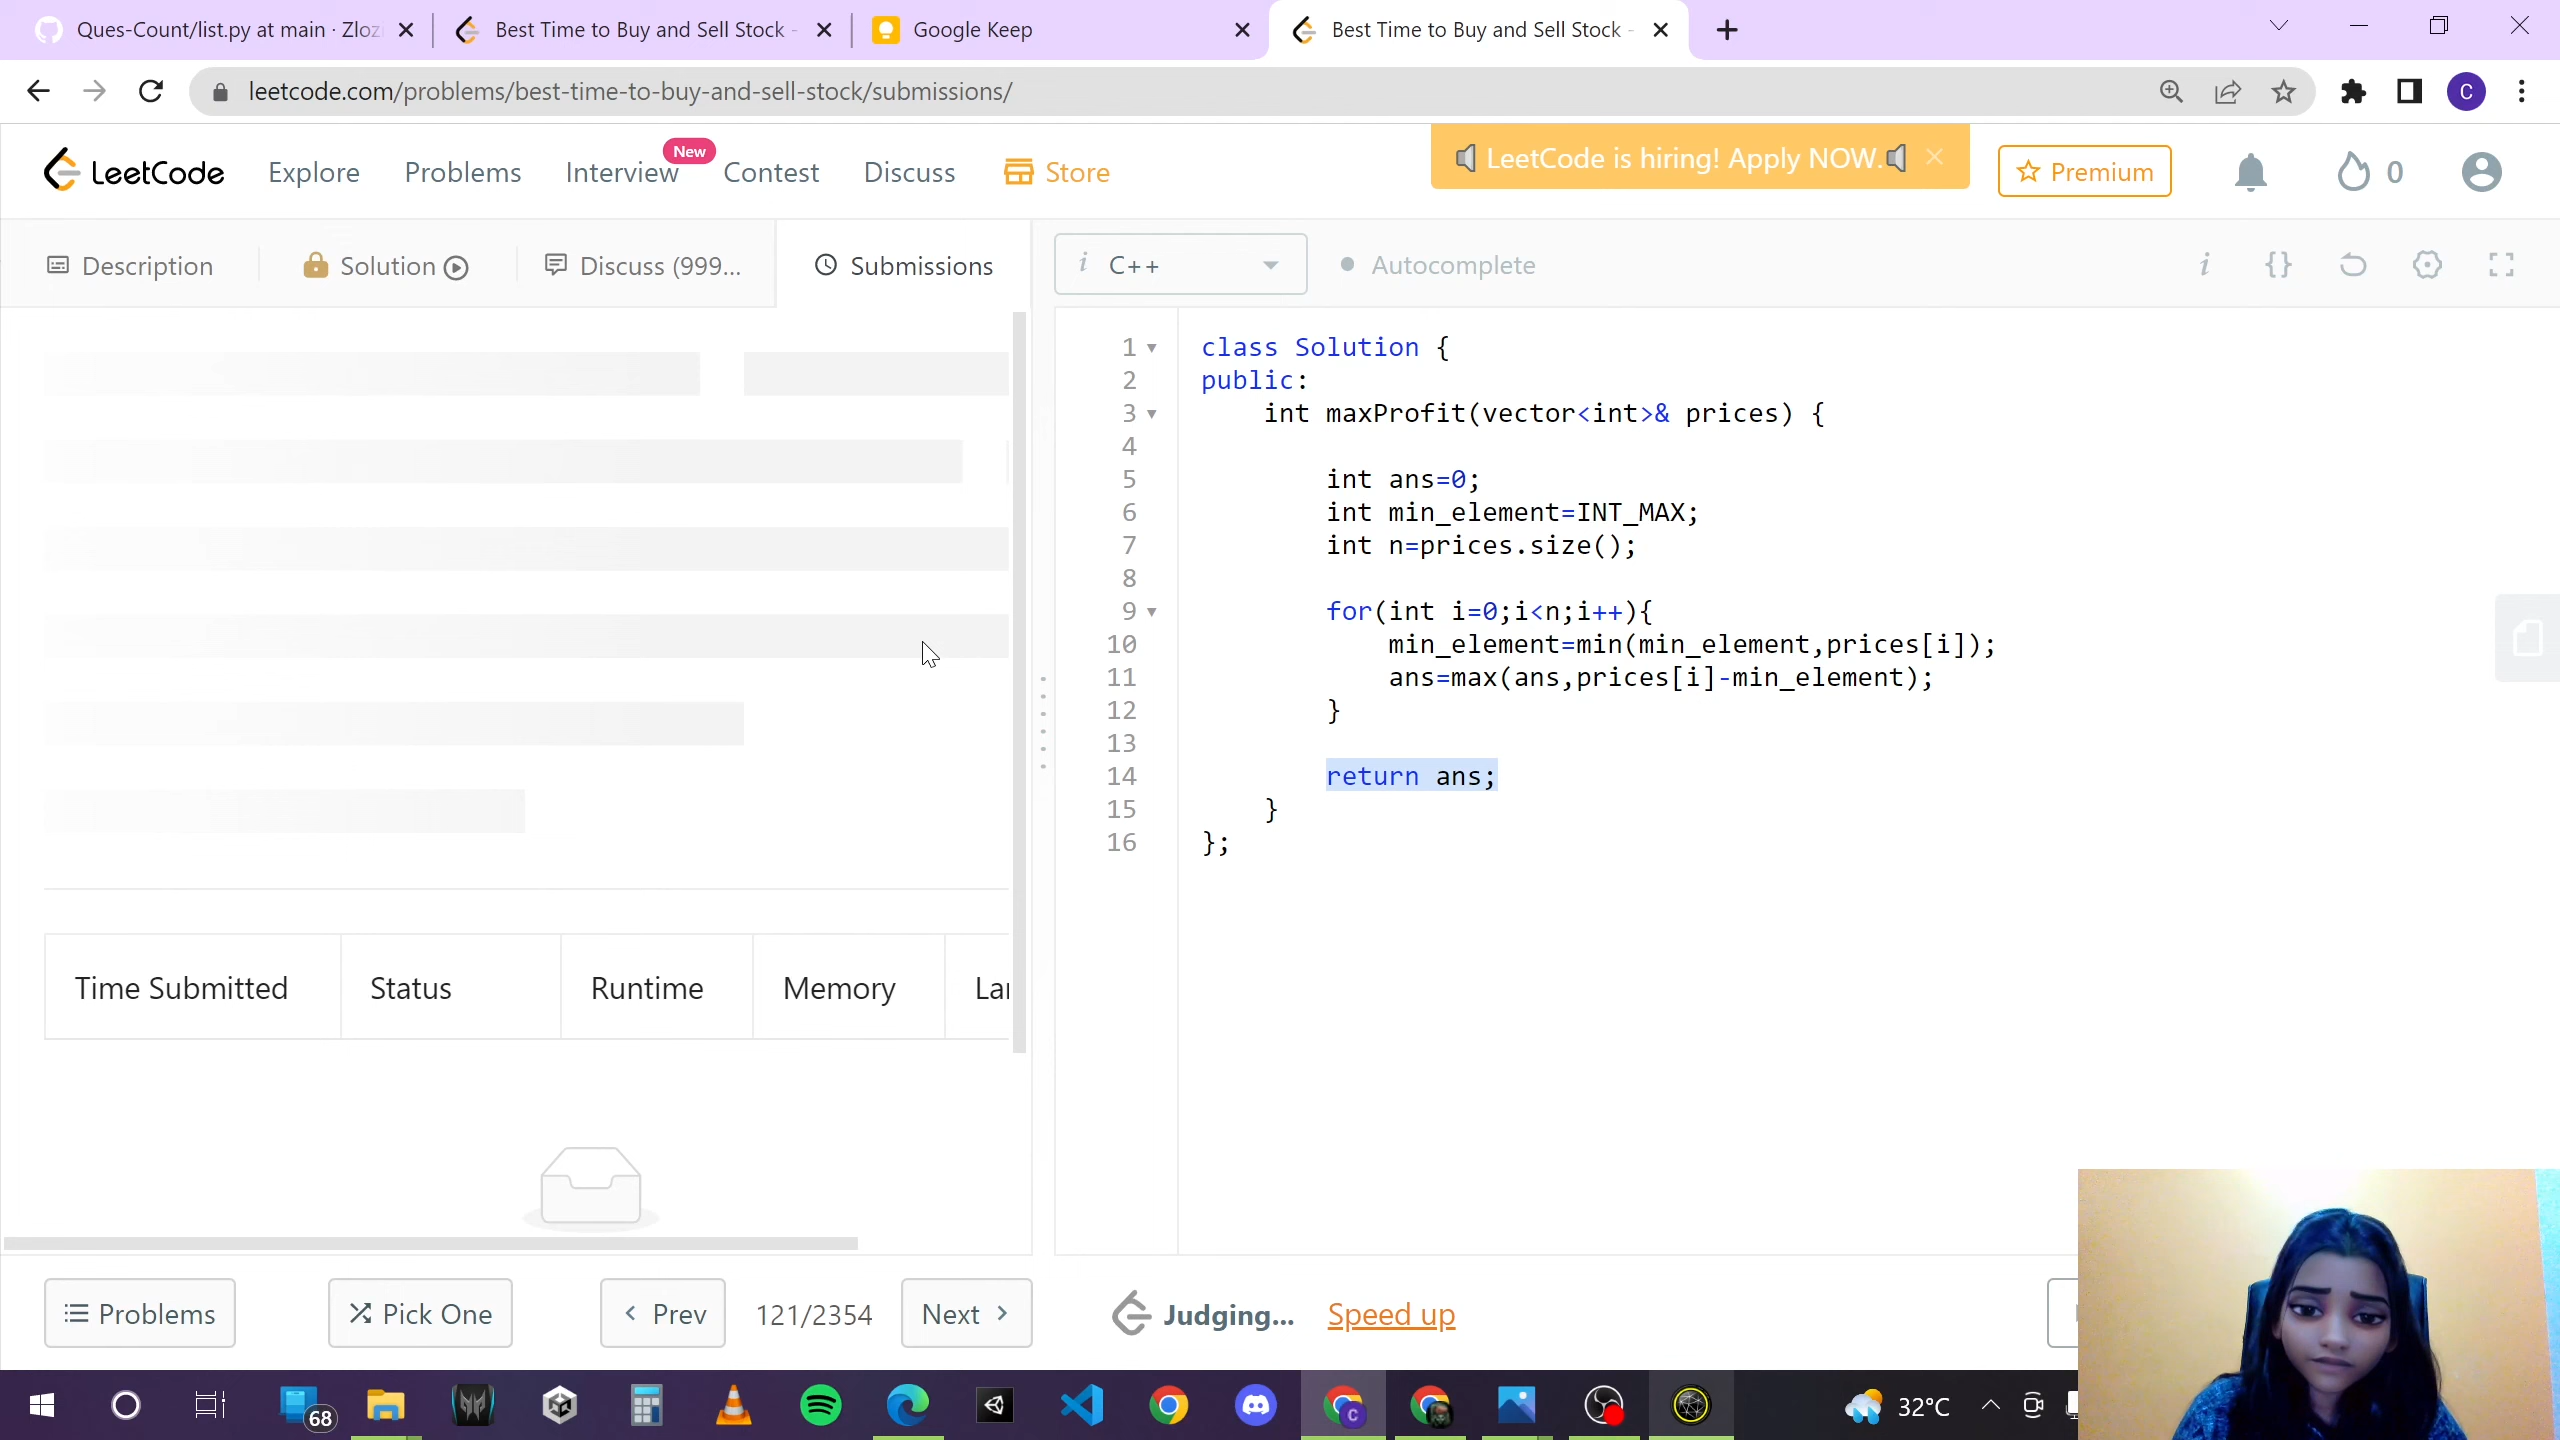 Ques-Count/list.py at main · Zlozi
Best Time to Buy and Sell Stock -
Google Keep
Best Time to Buy and Sell Stock -
leetcode.com/problems/best-time-to-buy-and-sell-stock/submissions/
C
LeetCode
Explore
Problems
Interview
New
Contest
Discuss
Store
LeetCode is hiring! Apply NOW.
Premium
0
Description
Solution
Discuss (999...
Submissions
i C++
Autocomplete
i {}
1 class Solution {
2 public:
3 int maxProfit(vector<int>& prices) {
4
5 int ans=0;
6 int min_element=INT_MAX;
7 int n=prices.size();
8
9 for(int i=0;i<n;i++){
10 min_element=min(min_element,prices[i]);
11 ans=max(ans,prices[i]-min_element);
12 }
13
14 return ans;
15 }
16 };
Time Submitted
Status
Runtime
Memory
Lan
Problems
Pick One
Prev
121/2354
Next
Judging...
Speed up
68
C
32°C